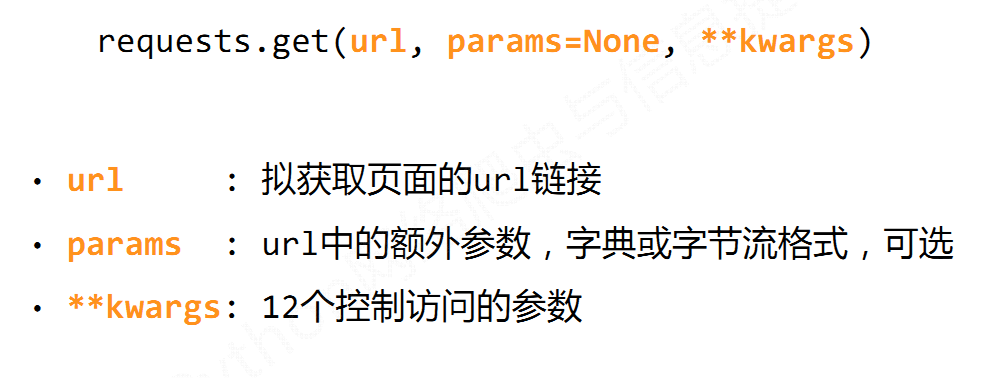 requests.get(url, params=None, **kwargs)
• url : 拟获取页面的url链接
• params : url中的额外参数，字典或字节流格式，可选
• **kwargs: 12个控制访问的参数